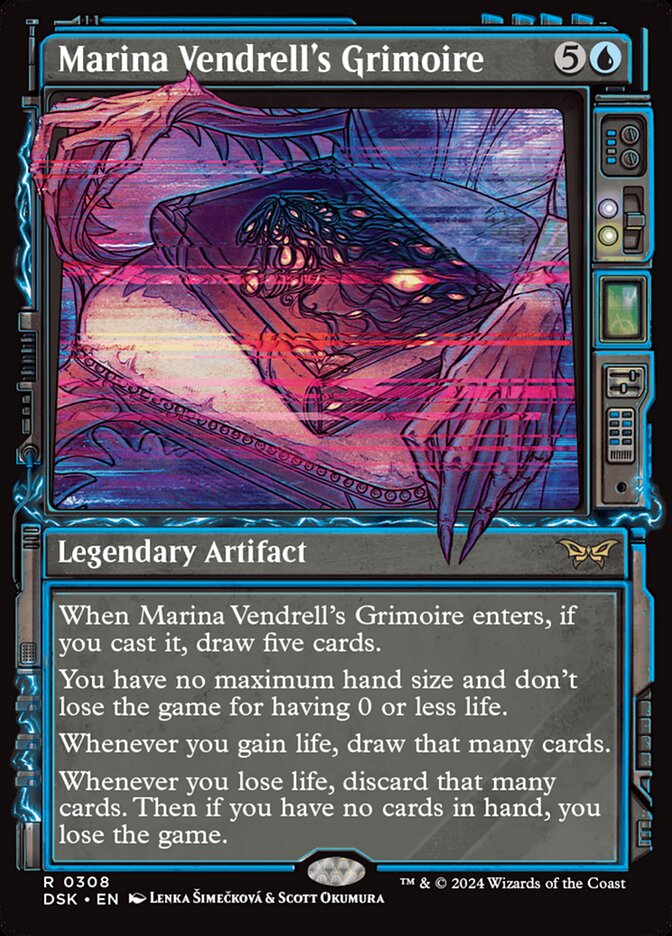 Marina Vendrell's Grimoire 5
Legendary Artifact
When Marina Vendrell's Grimoire enters, if
you cast it, draw five cards.
You have no maximum hand size and don't
lose the game for having 0 or less life.
Whenever you gain life, draw that many cards.
Whenever you lose life, discard that many
cards. Then if you have no cards in hand, you
lose the game.
R 0308
™ & © 2024 Wizards of the Coast
DSK • EN Lenka Šimečková & Scott Okumura